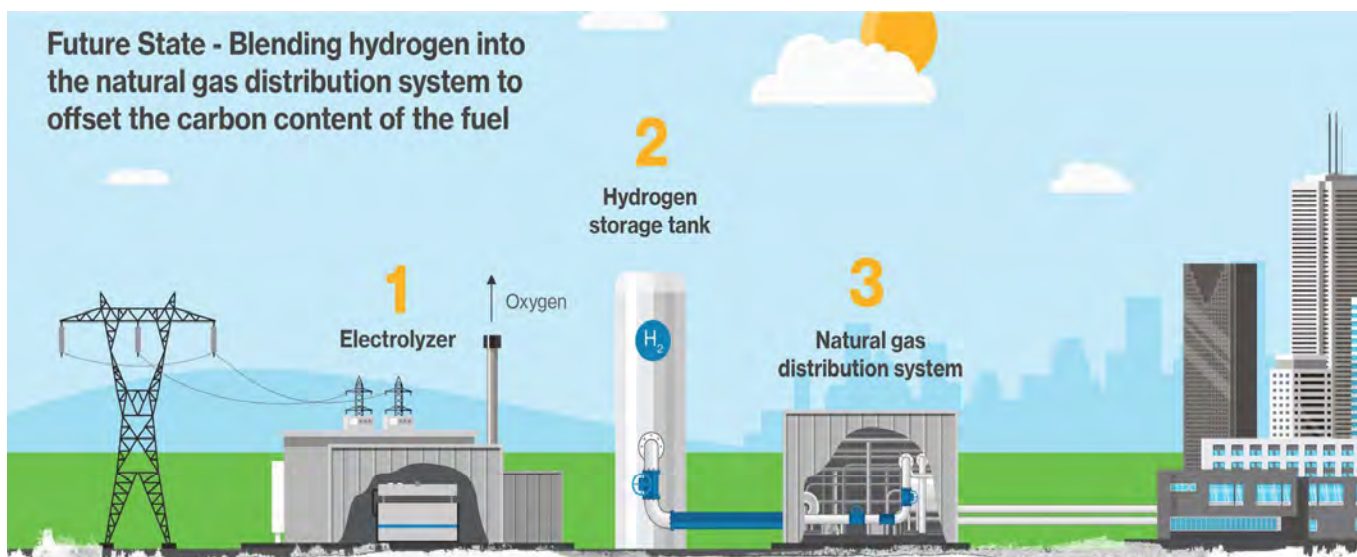 Future State - Blending hydrogen into
the natural gas distribution system to
offset the carbon content of the fuel
1
Electrolyzer
Oxygen
2
Hydrogen
storage tank
H₂
3
Natural gas
distribution system